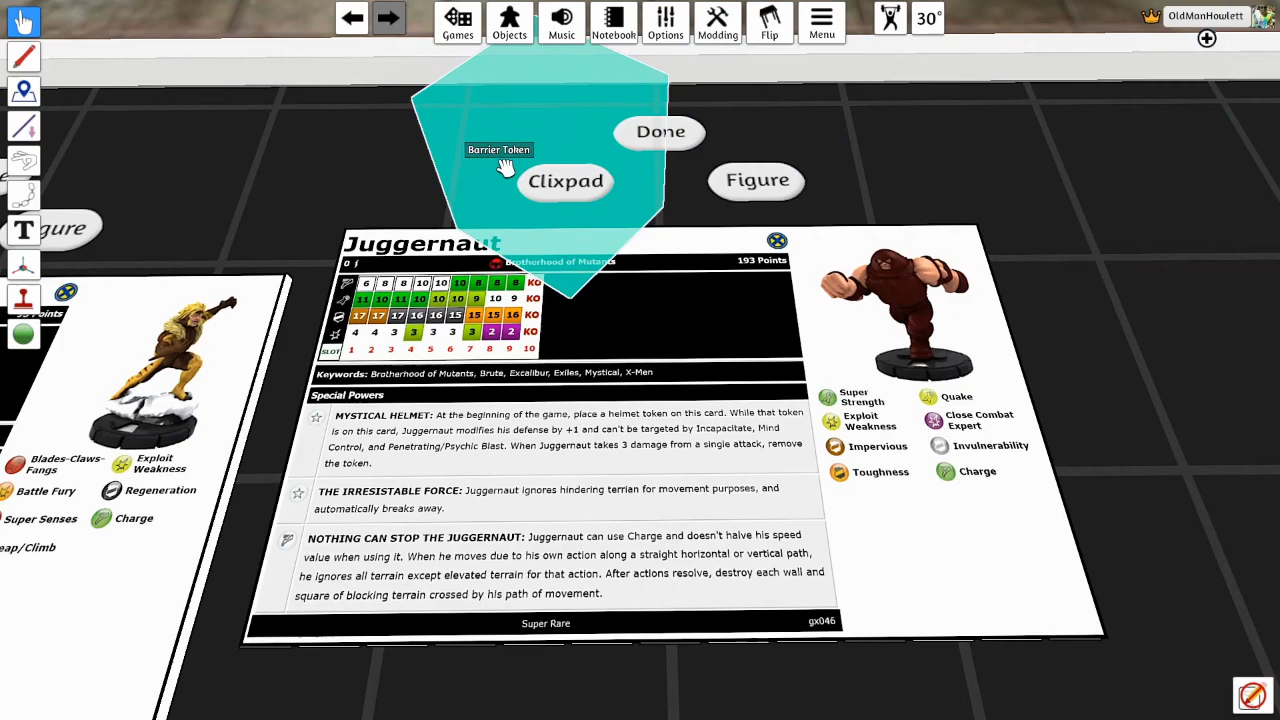 Games
Objects
Music
Notebook
Options
Modding
Flip
Menu
30°
OldManHowlett
Done
Barrier Token
Clixpad
Figure
gure
Juggernaut
Brotherhood of Mutants
193 Points
6 8 8 10 10 10 8 8 8 KO
11 10 11 10 10 10 9 10 9 KO
17 17 17 16 16 15 15 15 16 KO
4 4 3 3 3 3 3 2 2 KO
SLOT 1 2 3 4 5 6 7 8 9 10
Keywords: Brotherhood of Mutants, Brute, Excalibur, Exiles, Mystical, X-Men
Special Powers
MYSTICAL HELMET: At the beginning of the game, place a helmet token on this card. While that token
is on this card, Juggernaut modifies his defense by +1 and can't be targeted by Incapacitate, Mind
Control, and Penetrating/Psychic Blast. When Juggernaut takes 3 damage from a single attack, remove
the token.
THE IRRESISTABLE FORCE: Juggernaut ignores hindering terrian for movement purposes, and
automatically breaks away.
NOTHING CAN STOP THE JUGGERNAUT: Juggernaut can use Charge and doesn't halve his speed
value when using it. When he moves due to his own action along a straight horizontal or vertical path,
he ignores all terrain except elevated terrain for that action. After actions resolve, destroy each wall and
square of blocking terrain crossed by his path of movement.
Super Rare
gx046
Super
Strength
Quake
Exploit
Weakness
Close Combat
Expert
Impervious
Invulnerability
Toughness
Charge
Points
Blades-Claws-
Fangs
Exploit
Weakness
Battle Fury
Regeneration
Super Senses
Charge
eap/Climb
T